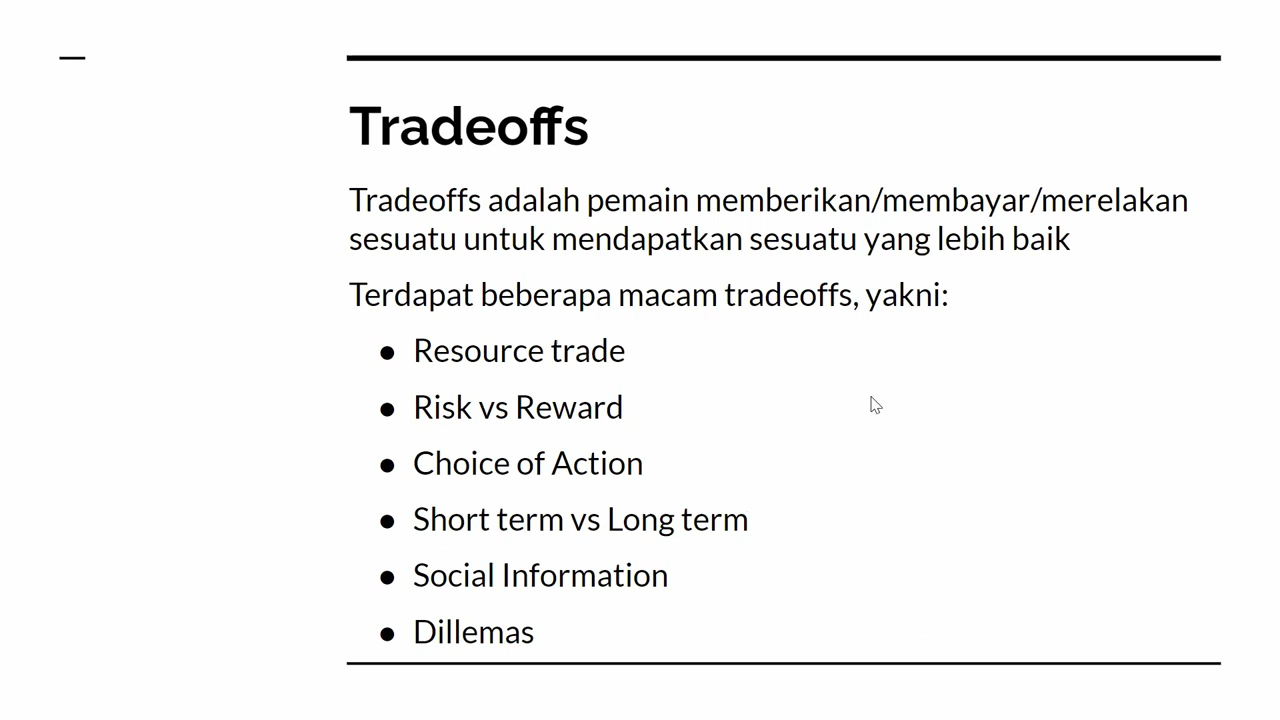 Tradeoffs
Tradeoffs adalah pemain memberikan/membayar/merelakan
sesuatu untuk mendapatkan sesuatu yang lebih baik
Terdapat beberapa macam tradeoffs, yakni:
● Resource trade
● Risk vs Reward
● Choice of Action
● Short term vs Long term
● Social Information
● Dillemas